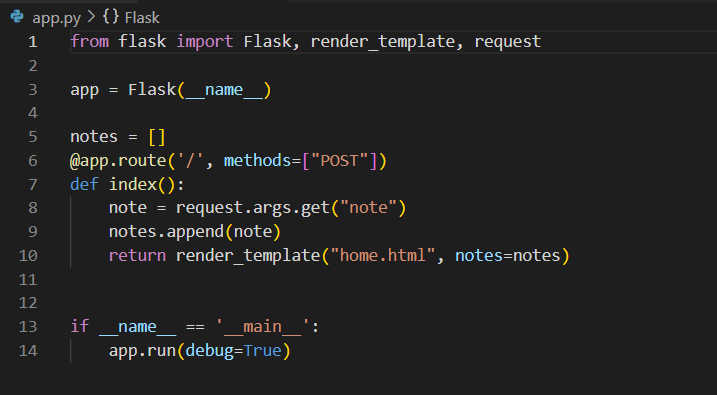 app.py > {} Flask
1 from flask import Flask, render_template, request
2
3 app = Flask(__name__)
4
5 notes = []
6 @app.route('/', methods=["POST"])
7 def index():
8     note = request.args.get("note")
9     notes.append(note)
10     return render_template("home.html", notes=notes)
11
12
13 if __name__ == '__main__':
14     app.run(debug=True)